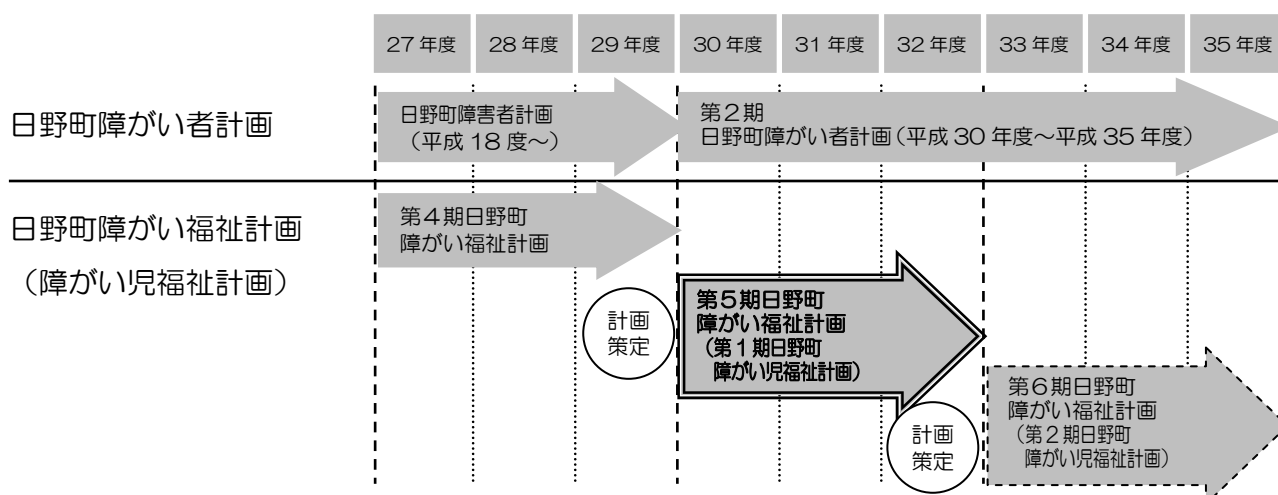 27 年度 28 年度 29 年度 30 年度 31 年度 32 年度 33 年度 34 年度 35 年度
日野町障がい者計画
日野町障害者計画
（平成 18 度～）
第２期
日野町障がい者計画（平成 30 年度～平成 35 年度）
日野町障がい福祉計画
（障がい児福祉計画）
第４期日野町
障がい福祉計画
計画
策定
第５期日野町
障がい福祉計画
（第１期日野町
障がい児福祉計画）
計画
策定
第６期日野町
障がい福祉計画
（第２期日野町
障がい児福祉計画）